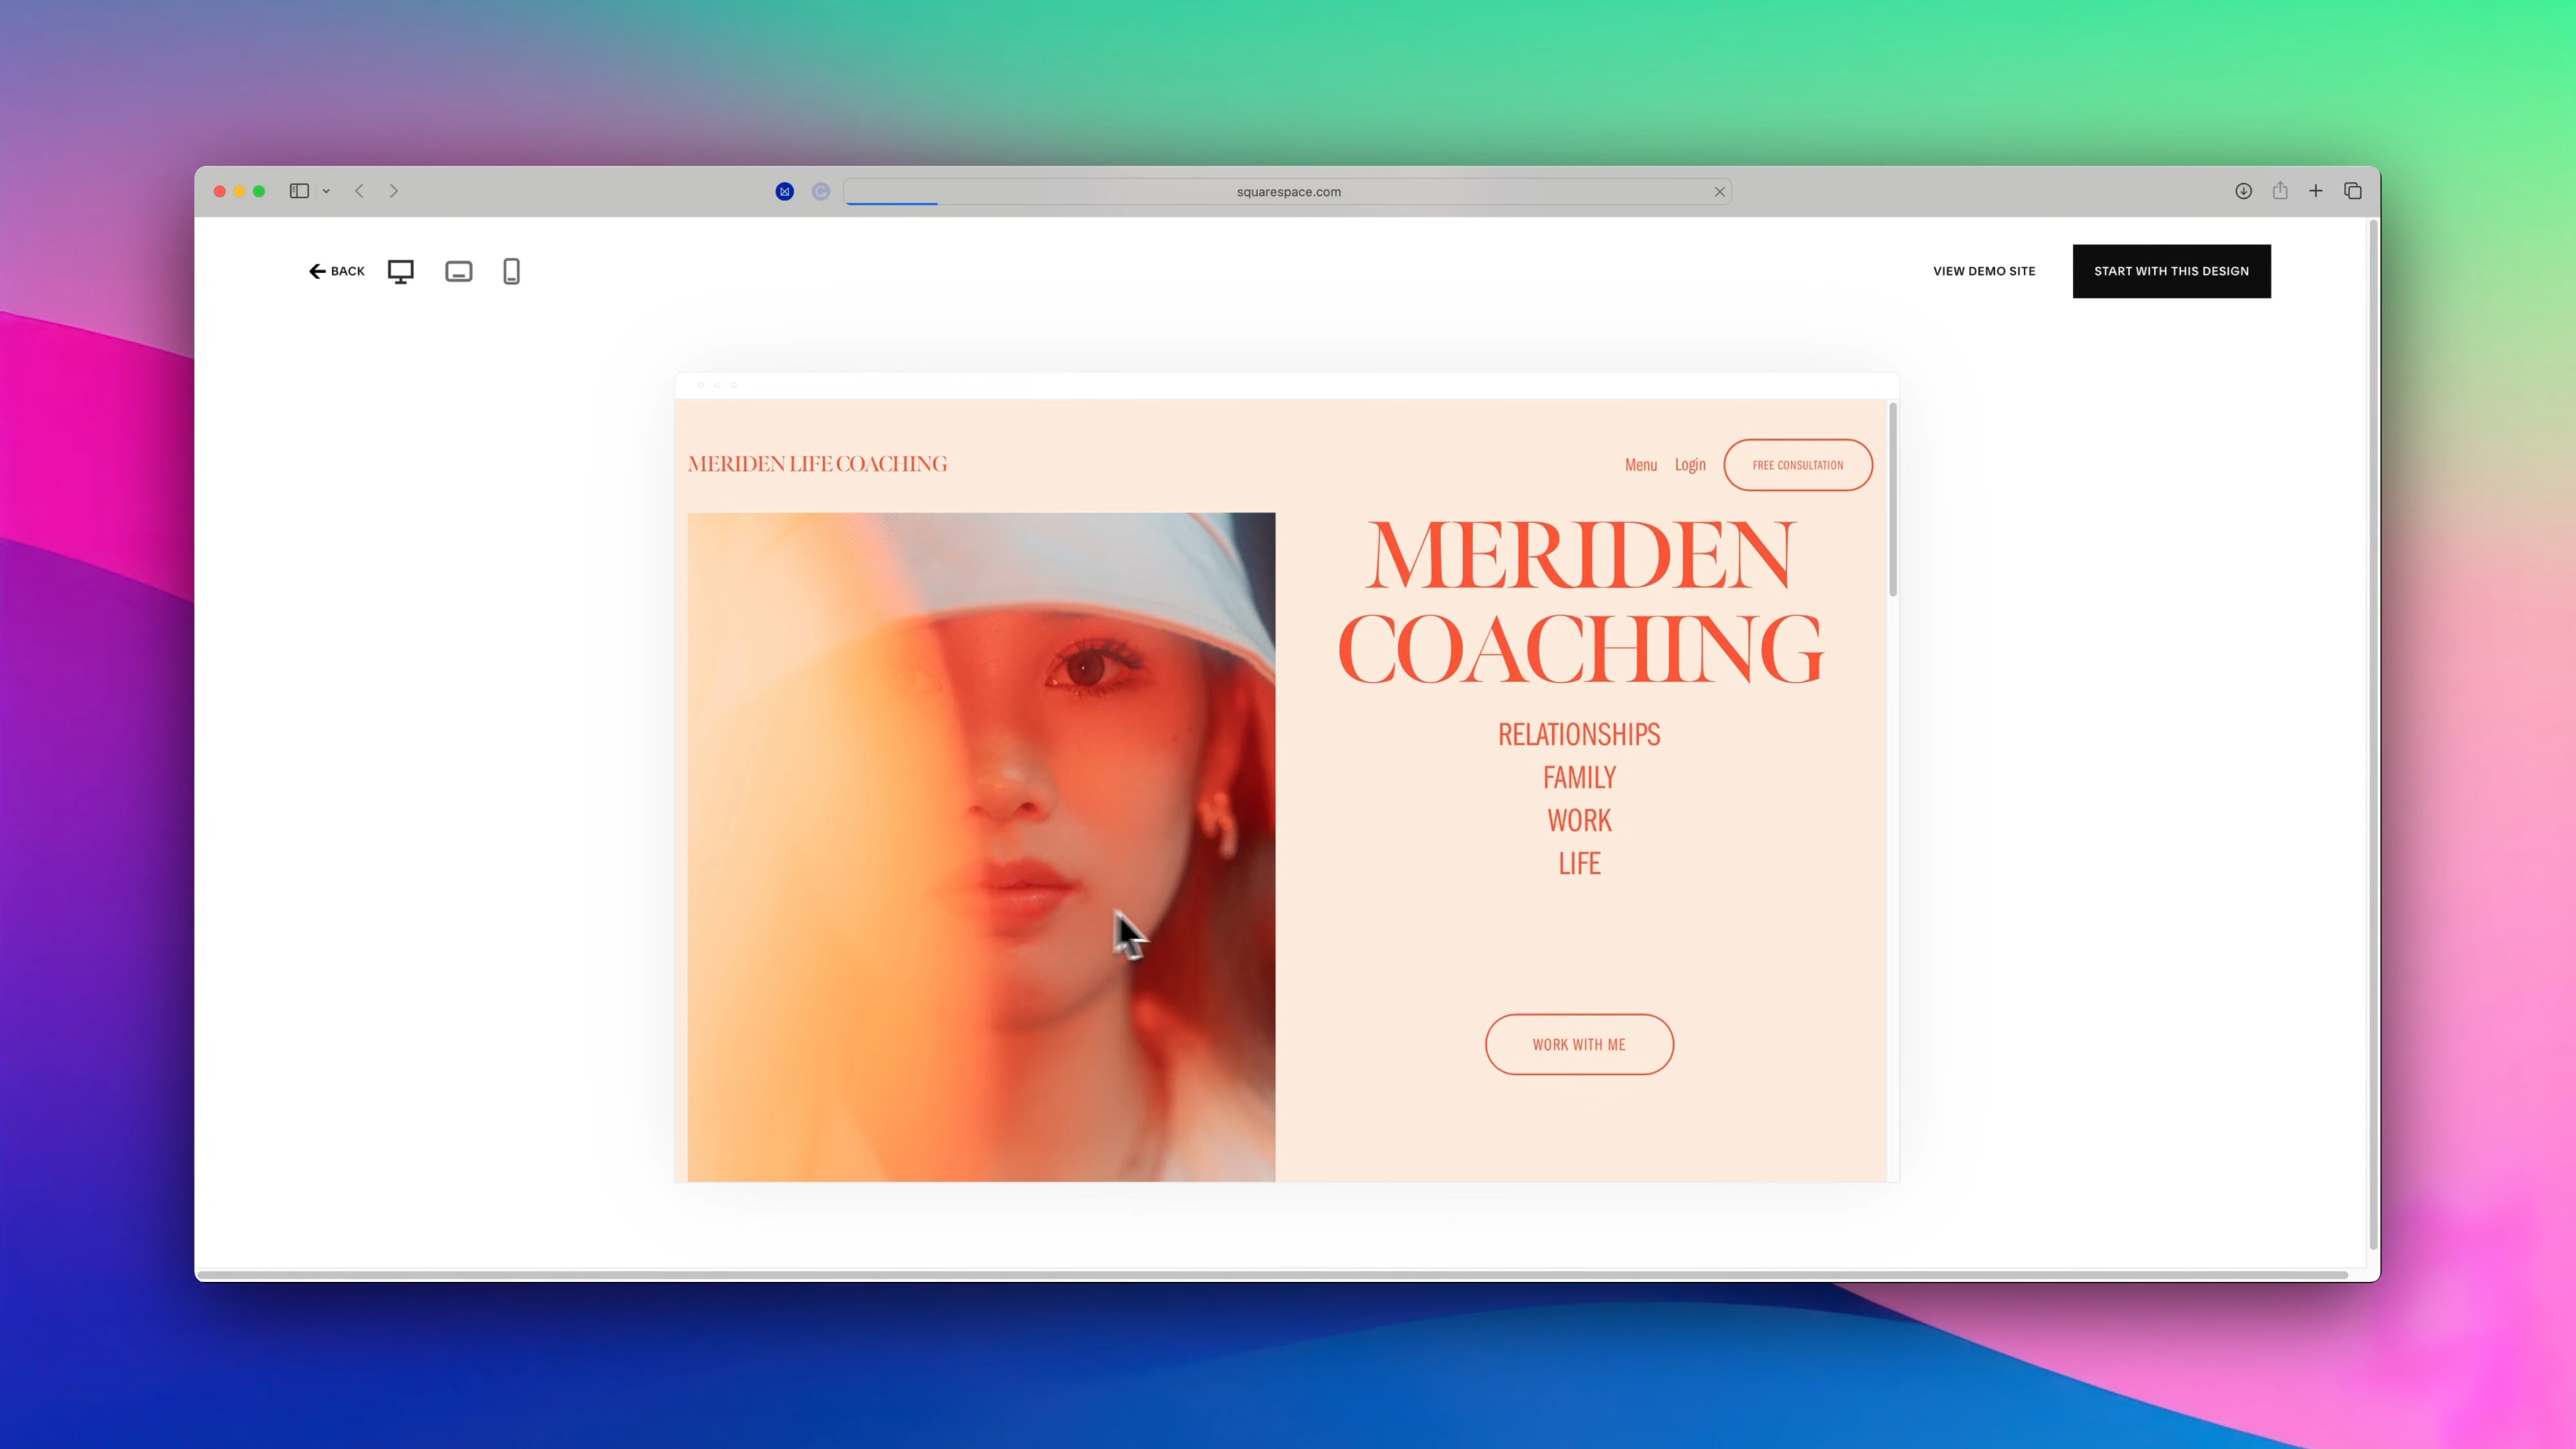 squarespace.com
BACK
VIEW DEMO SITE
START WITH THIS DESIGN
MERIDEN LIFE COACHING
Menu
Login
FREE CONSULTATION
MERIDEN
COACHING
RELATIONSHIPS
FAMILY
WORK
LIFE
WORK WITH ME